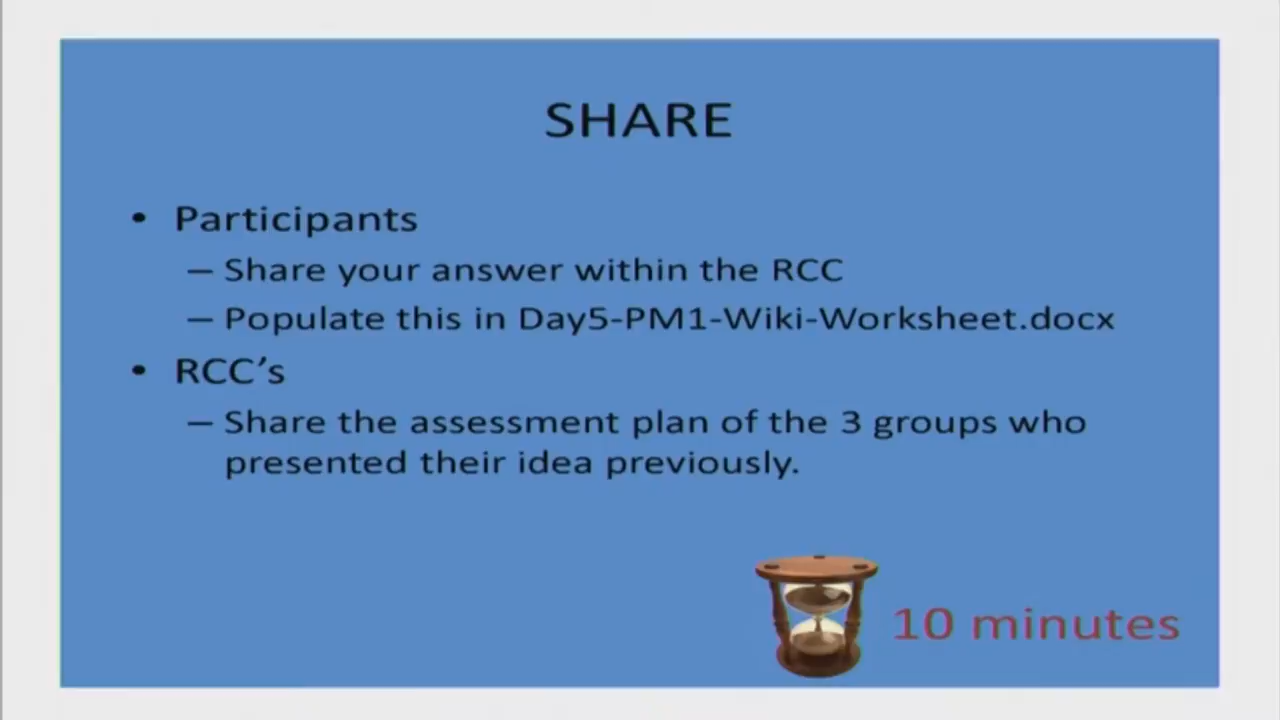 SHARE
• Participants
– Share your answer within the RCC
– Populate this in Day5-PM1-Wiki-Worksheet.docx
• RCC’s
– Share the assessment plan of the 3 groups who
presented their idea previously.
10 minutes